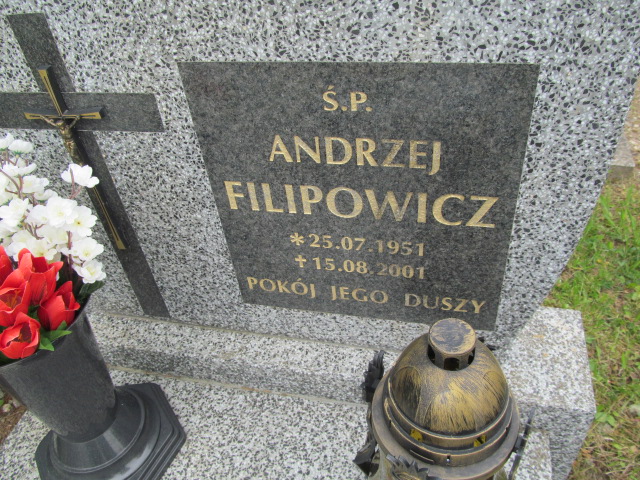 Ś.P.
ANDRZEJ
FILIPOWICZ
*25.07.1951
†15.08.2001
POKÓJ JEGO DUSZY